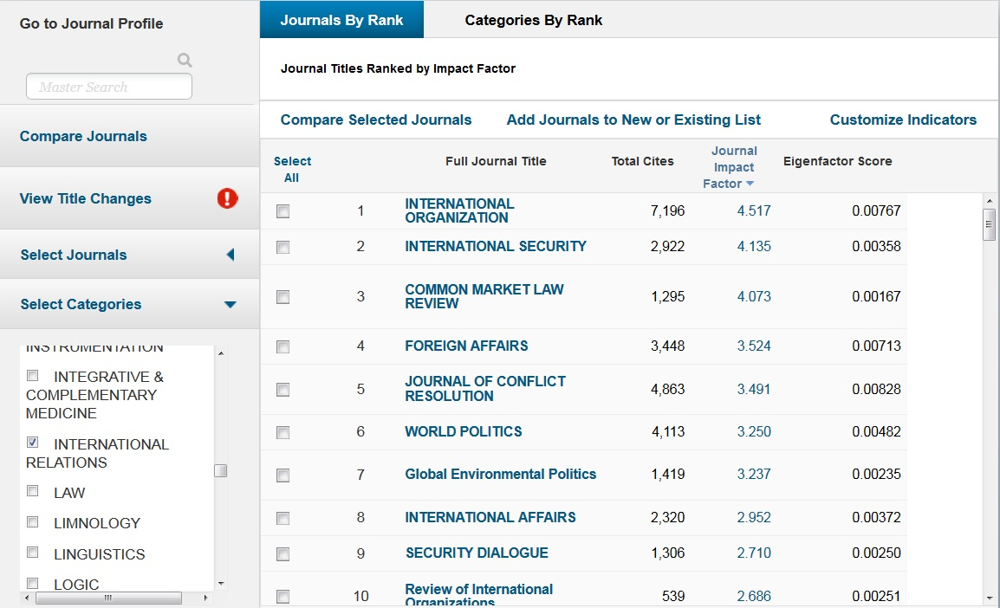 Go to Journal Profile
Master Search
Compare Journals
View Title Changes
Select Journals
Select Categories
INSTRUMENTATION
INTEGRATIVE &
COMPLEMENTARY
MEDICINE
INTERNATIONAL
RELATIONS
LAW
LIMNOLOGY
LINGUISTICS
LOGIC
Journals By Rank Categories By Rank
Journal Titles Ranked by Impact Factor
Compare Selected Journals Add Journals to New or Existing List Customize Indicators
Select
All
Full Journal Title
Total Cites
Journal
Impact
Factor
Eigenfactor Score
1 INTERNATIONAL
ORGANIZATION 7,196 4.517 0.00767
2 INTERNATIONAL SECURITY 2,922 4.135 0.00358
3 COMMON MARKET LAW
REVIEW 1,295 4.073 0.00167
4 FOREIGN AFFAIRS 3,448 3.524 0.00713
5 JOURNAL OF CONFLICT
RESOLUTION 4,863 3.491 0.00828
6 WORLD POLITICS 4,113 3.250 0.00482
7 Global Environmental Politics 1,419 3.237 0.00235
8 INTERNATIONAL AFFAIRS 2,320 2.952 0.00372
9 SECURITY DIALOGUE 1,306 2.710 0.00250
10 Review of International
Organizations 539 2.686 0.00251